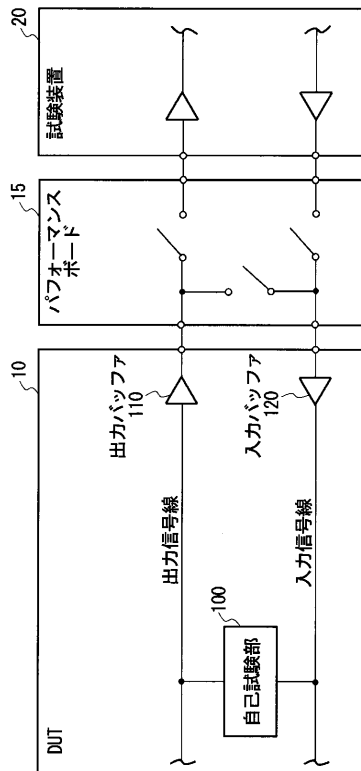 10
DUT
100
自己試験部
出力信号線
出力バッファ
110
入力信号線
入力バッファ
120
15
パフォーマンス
ボード
20
試験装置